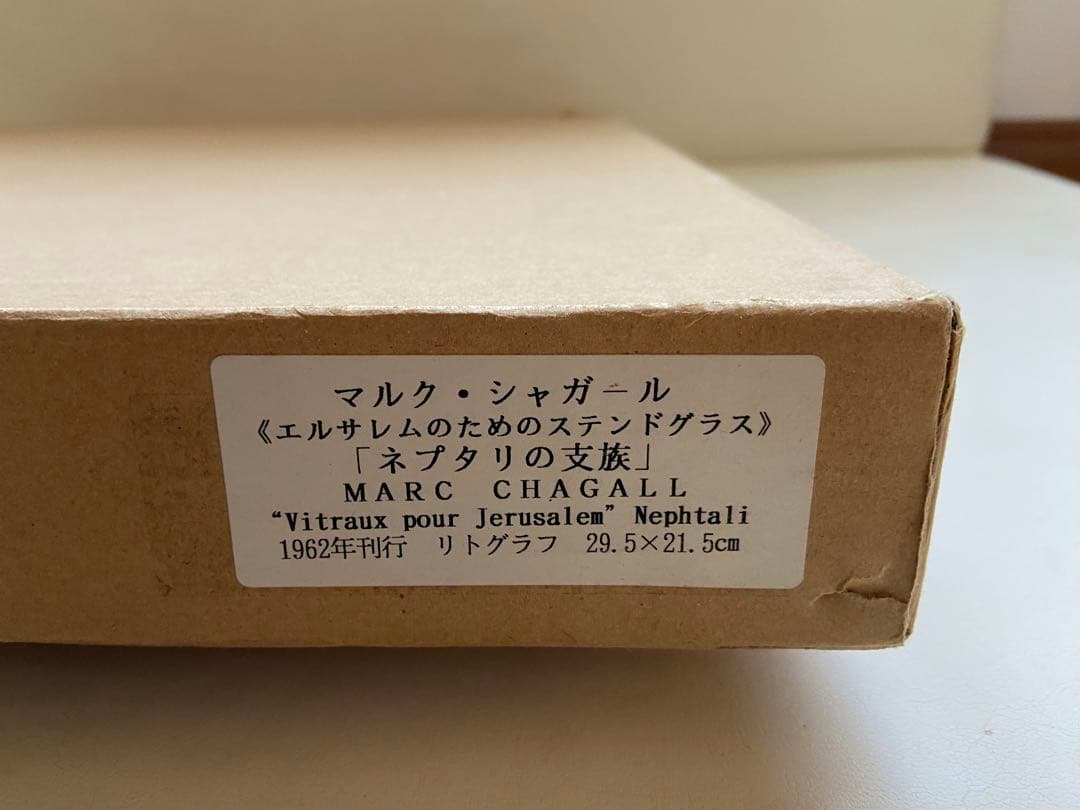 マルク・シャガール
《エルサレムのためのステンドグラス》
「ネプタリの支族」
MARC CHAGALL
“Vitraux pour Jerusalem” Nephtali
1962年刊行 リトグラフ 29.5×21.5cm